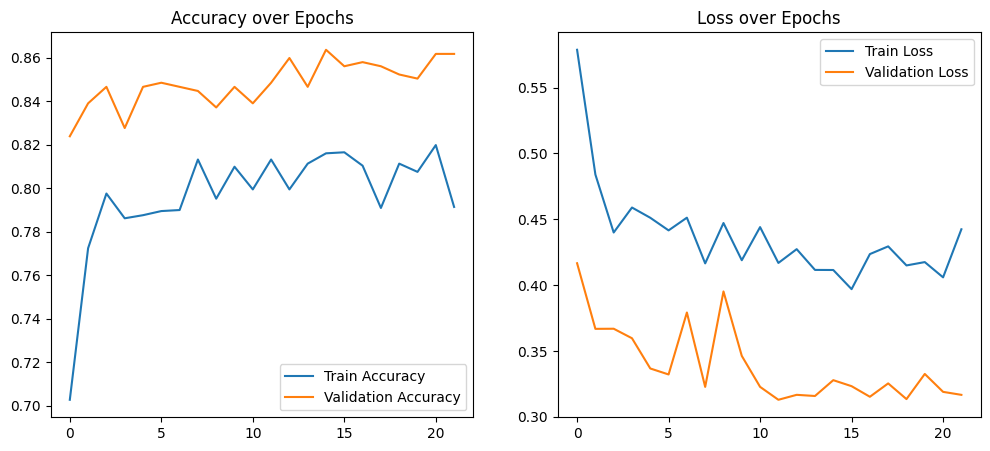 Accuracy over Epochs
0.86
0.84
0.82
0.80
0.78
0.76
0.74
0.72
0.70
0 5 10 15 20
Train Accuracy
Validation Accuracy
Loss over Epochs
0.55
0.50
0.45
0.40
0.35
0.30
0 5 10 15 20
Train Loss
Validation Loss